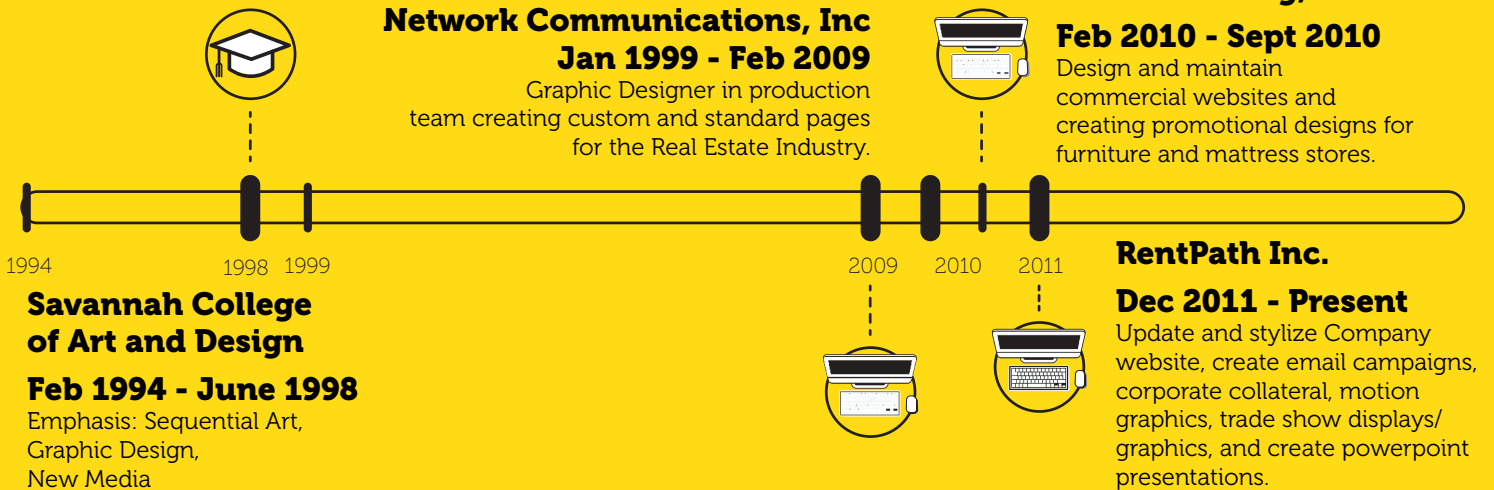 Network Communications, Inc
Jan 1999 - Feb 2009
Graphic Designer in production
team creating custom and standard pages
for the Real Estate Industry.
Feb 2010 - Sept 2010
Design and maintain
commercial websites and
creating promotional designs for
furniture and mattress stores.
1994
1998
1999
2009
2010
2011
Savannah College
of Art and Design
Feb 1994 - June 1998
Emphasis: Sequential Art,
Graphic Design,
New Media
RentPath Inc.
Dec 2011 - Present
Update and stylize Company
website, create email campaigns,
corporate collateral, motion
graphics, trade show displays/
graphics, and create powerpoint
presentations.